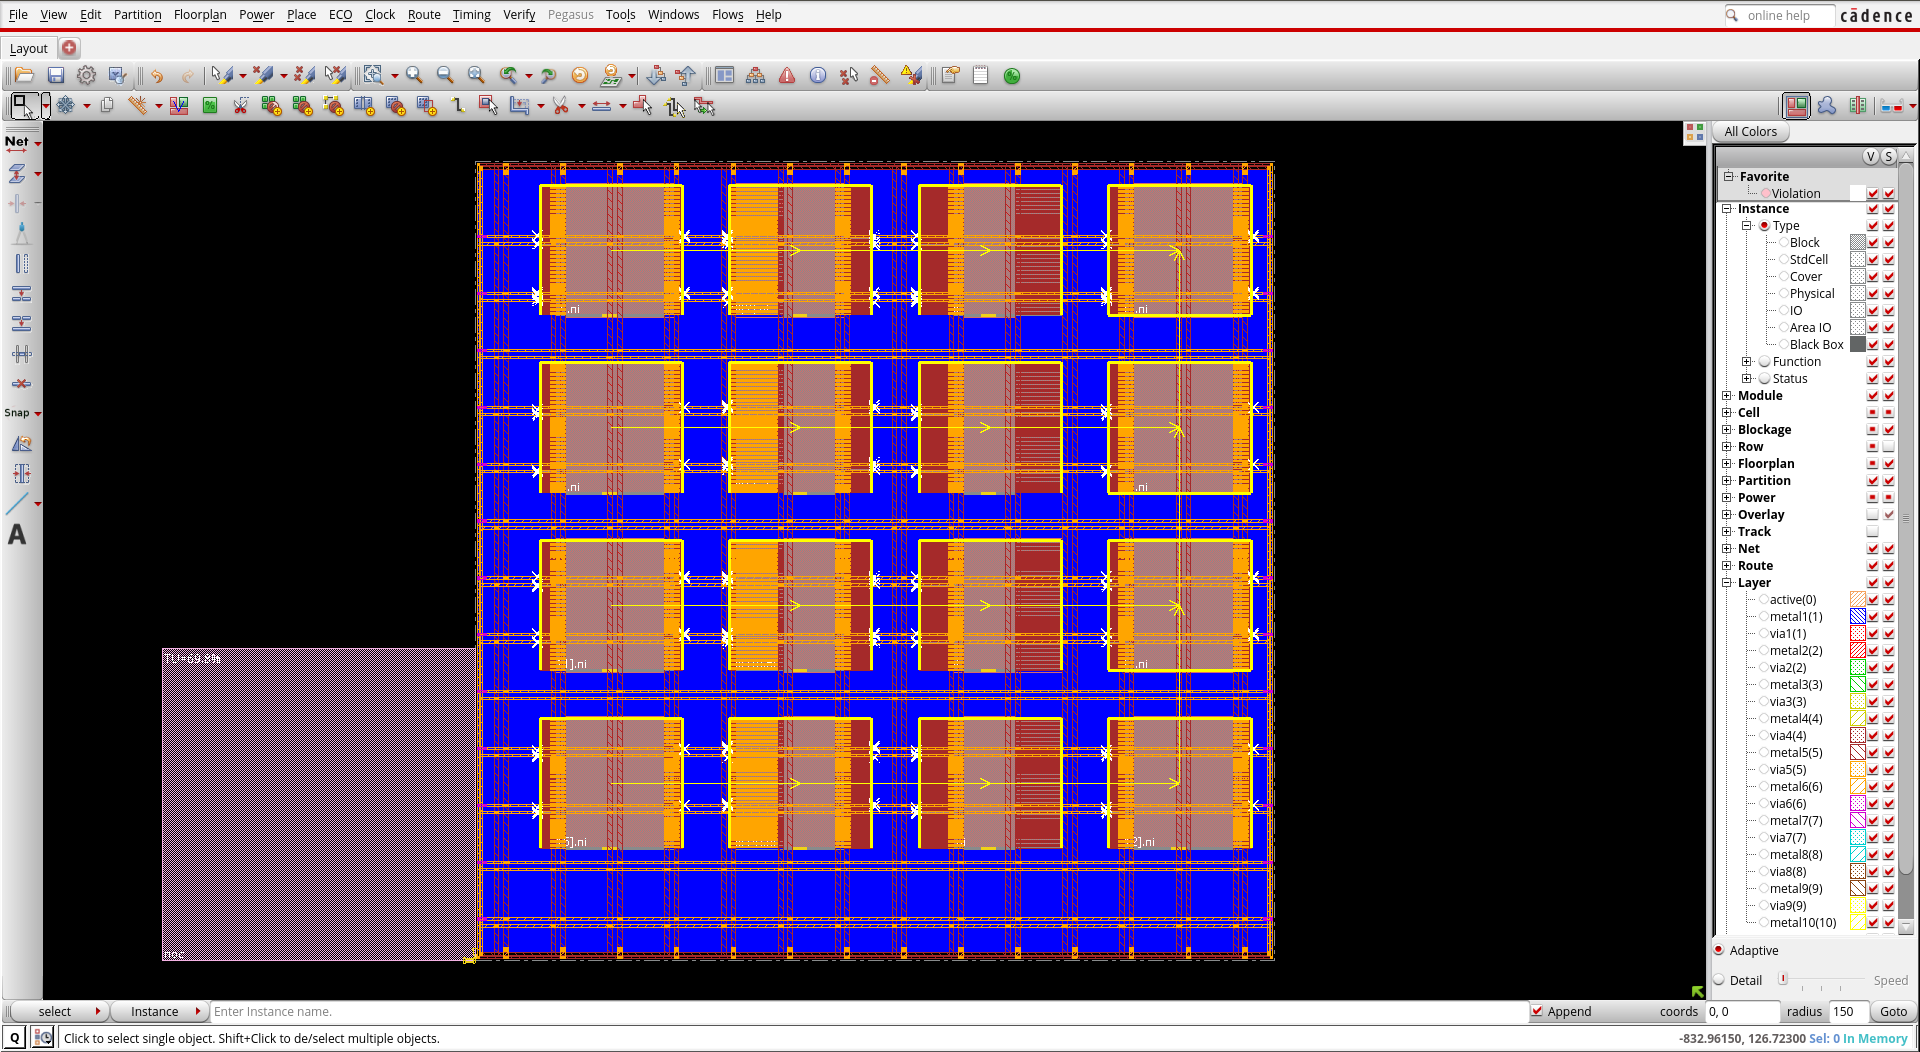 File View Edit Partition Floorplan Power Place ECO Clock Route Timing Verify Pegasus Tools Windows Flows Help
online help
cādence
Layout
All Colors
Net
V S
Favorite
Violation
Instance
Type
Block
StdCell
Cover
Physical
IO
Area IO
Black Box
Function
Status
Module
Cell
Blockage
Row
Floorplan
Partition
Power
Overlay
Track
Net
Route
Layer
active(0)
metal1(1)
via1(1)
metal2(2)
via2(2)
metal3(3)
via3(3)
metal4(4)
via4(4)
metal5(5)
via5(5)
metal6(6)
via6(6)
metal7(7)
via7(7)
metal8(8)
via8(8)
metal9(9)
via9(9)
metal10(10)
Snap
A
.ni
.ni
.ni
.ni
1].ni
.ni
5].ni
2].ni
TU=69.8%
noc
Adaptive
Detail Speed
select Instance Enter Instance name. Append coords 0, 0 radius 150 Goto
Q Click to select single object. Shift+Click to de/select multiple objects. -832.96150, 126.72300 Sel: 0 In Memory